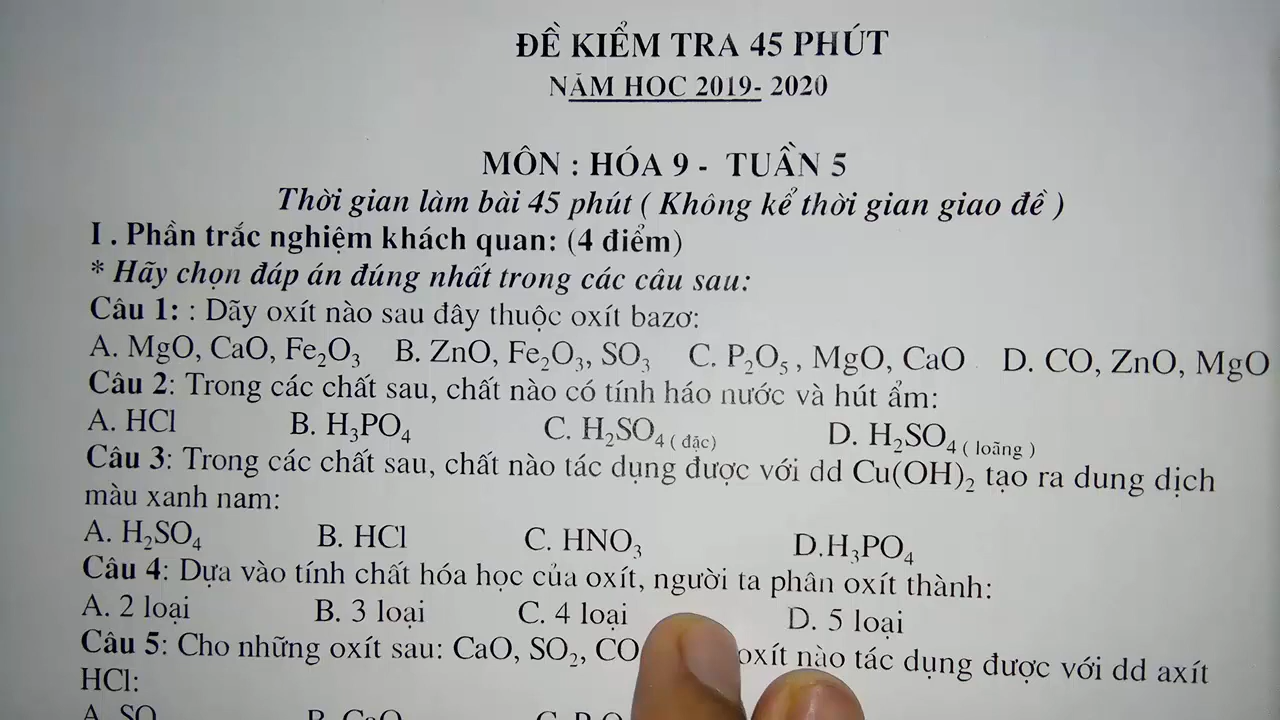 ĐỀ KIỂM TRA 45 PHÚT
NĂM HOC 2019- 2020
MÔN : HÓA 9 - TUẦN 5
Thời gian làm bài 45 phút ( Không kể thời gian giao đề )
I . Phần trắc nghiệm khách quan: (4 điểm)
* Hãy chọn đáp án đúng nhất trong các câu sau:
Câu 1: : Dãy oxít nào sau đây thuộc oxít bazơ:
A. MgO, CaO, Fe₂O₃ B. ZnO, Fe₂O₃, SO₃ C. P₂O₅ , MgO, CaO D. CO, ZnO, MgO
Câu 2: Trong các chất sau, chất nào có tính háo nước và hút ẩm:
A. HCl B. H₃PO₄ C. H₂SO₄ ( đặc) D. H₂SO₄ ( loãng )
Câu 3: Trong các chất sau, chất nào tác dụng được với dd Cu(OH)₂ tạo ra dung dịch
màu xanh nam:
A. H₂SO₄ B. HCl C. HNO₃ D.H₃PO₄
Câu 4: Dựa vào tính chất hóa học của oxít, người ta phân oxít thành:
A. 2 loại B. 3 loại C. 4 loại D. 5 loại
Câu 5: Cho những oxít sau: CaO, SO₂, CO oxít nào tác dụng được với dd axít
HCl:
A. SO B. CaO